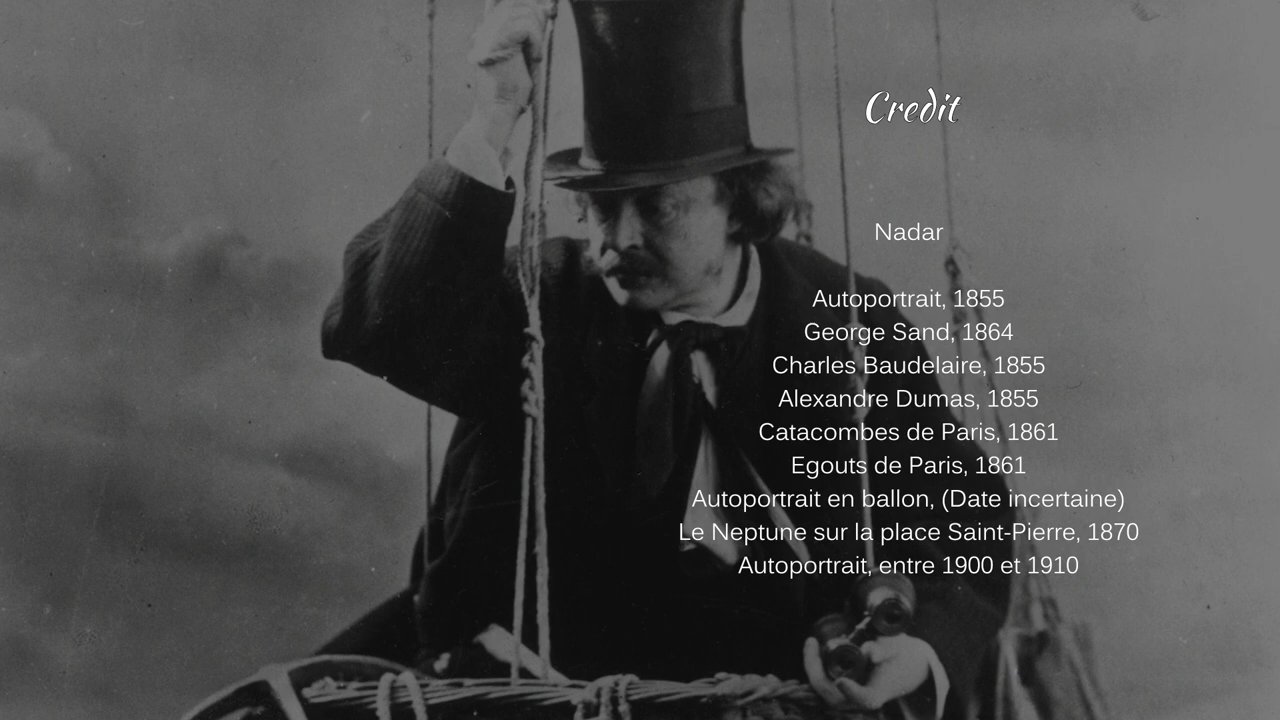 Credit
Nadar
Autoportrait, 1855
George Sand, 1864
Charles Baudelaire, 1855
Alexandre Dumas, 1855
Catacombes de Paris, 1861
Egouts de Paris, 1861
Autoportrait en ballon, (Date incertaine)
Le Neptune sur la place Saint-Pierre, 1870
Autoportrait, entre 1900 et 1910